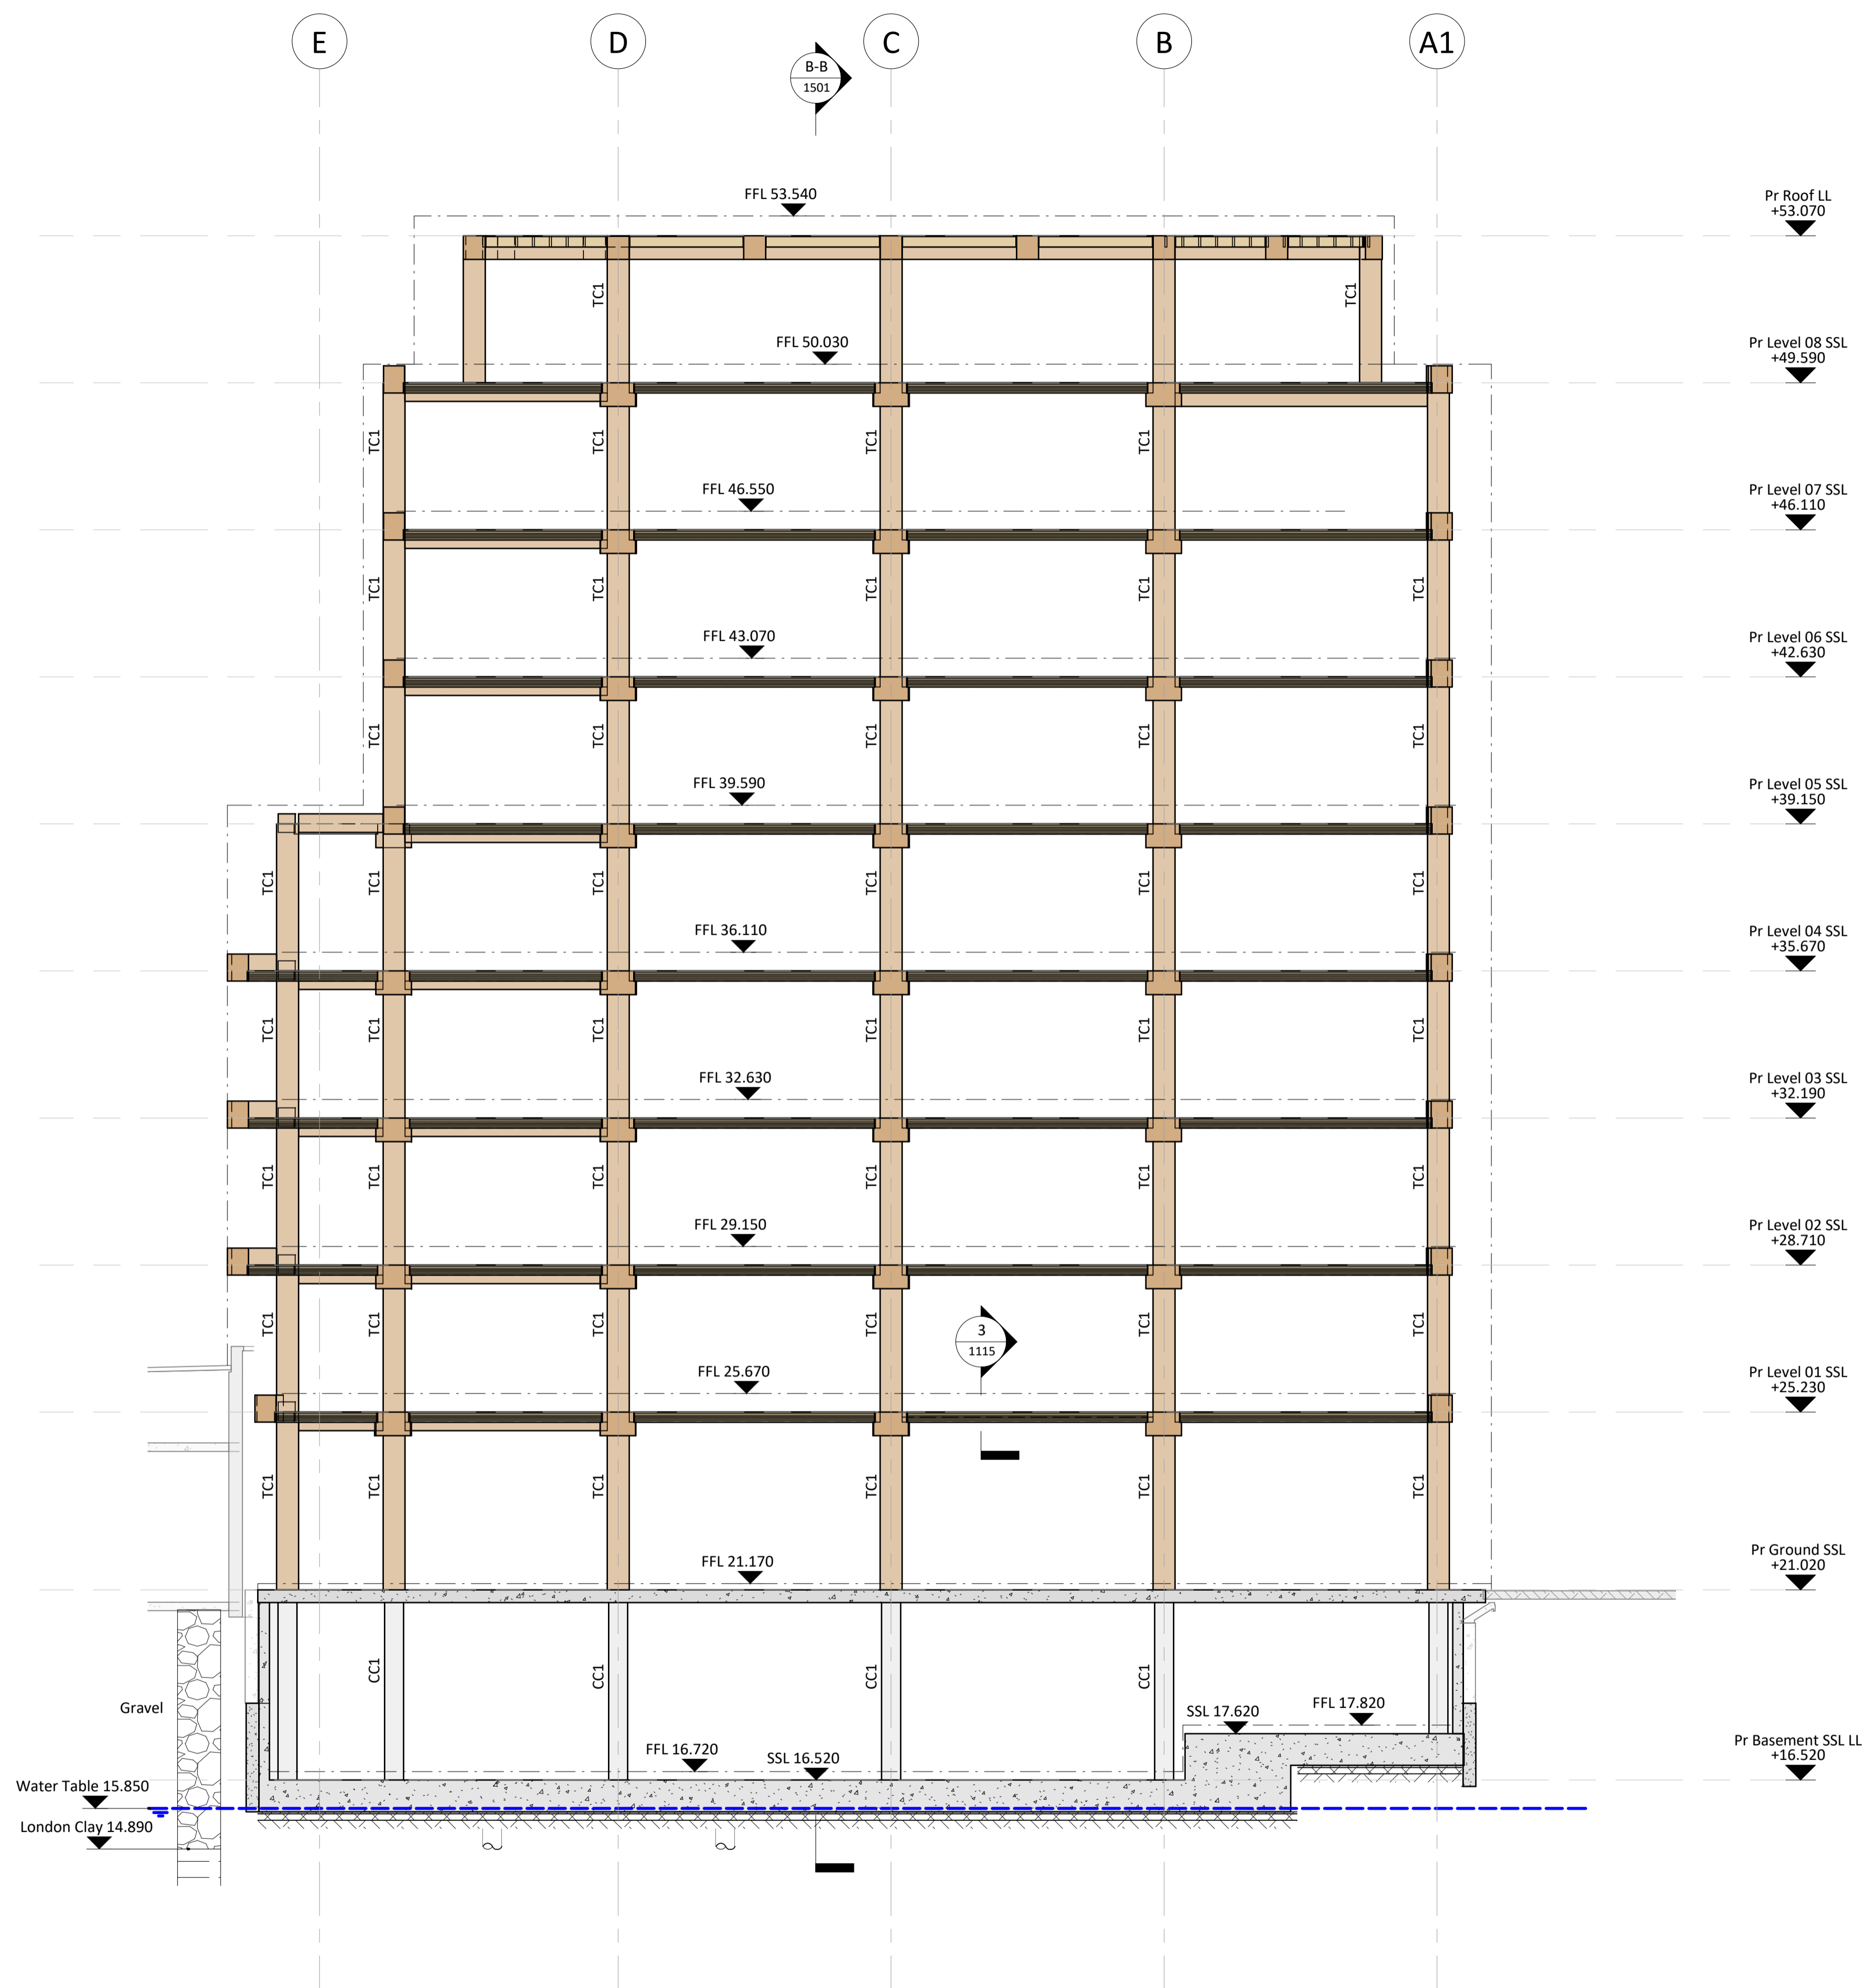 E
D
C
B
A1
B-B
1501
FFL 53.540
Pr Roof LL
+53.070
TC1
TC1
FFL 50.030
Pr Level 08 SSL
+49.590
TC1
TC1
TC1
TC1
TC1
FFL 46.550
Pr Level 07 SSL
+46.110
TC1
TC1
TC1
TC1
TC1
FFL 43.070
Pr Level 06 SSL
+42.630
TC1
TC1
TC1
TC1
TC1
FFL 39.590
Pr Level 05 SSL
+39.150
TC1
TC1
TC1
TC1
TC1
TC1
FFL 36.110
Pr Level 04 SSL
+35.670
TC1
TC1
TC1
TC1
TC1
TC1
FFL 32.630
Pr Level 03 SSL
+32.190
TC1
TC1
TC1
TC1
TC1
TC1
FFL 29.150
Pr Level 02 SSL
+28.710
TC1
TC1
TC1
TC1
TC1
TC1
3
1115
FFL 25.670
Pr Level 01 SSL
+25.230
TC1
TC1
TC1
TC1
TC1
TC1
FFL 21.170
Pr Ground SSL
+21.020
CC1
CC1
CC1
CC1
Gravel
SSL 17.620
FFL 17.820
FFL 16.720
SSL 16.520
Pr Basement SSL LL
+16.520
Water Table 15.850
London Clay 14.890